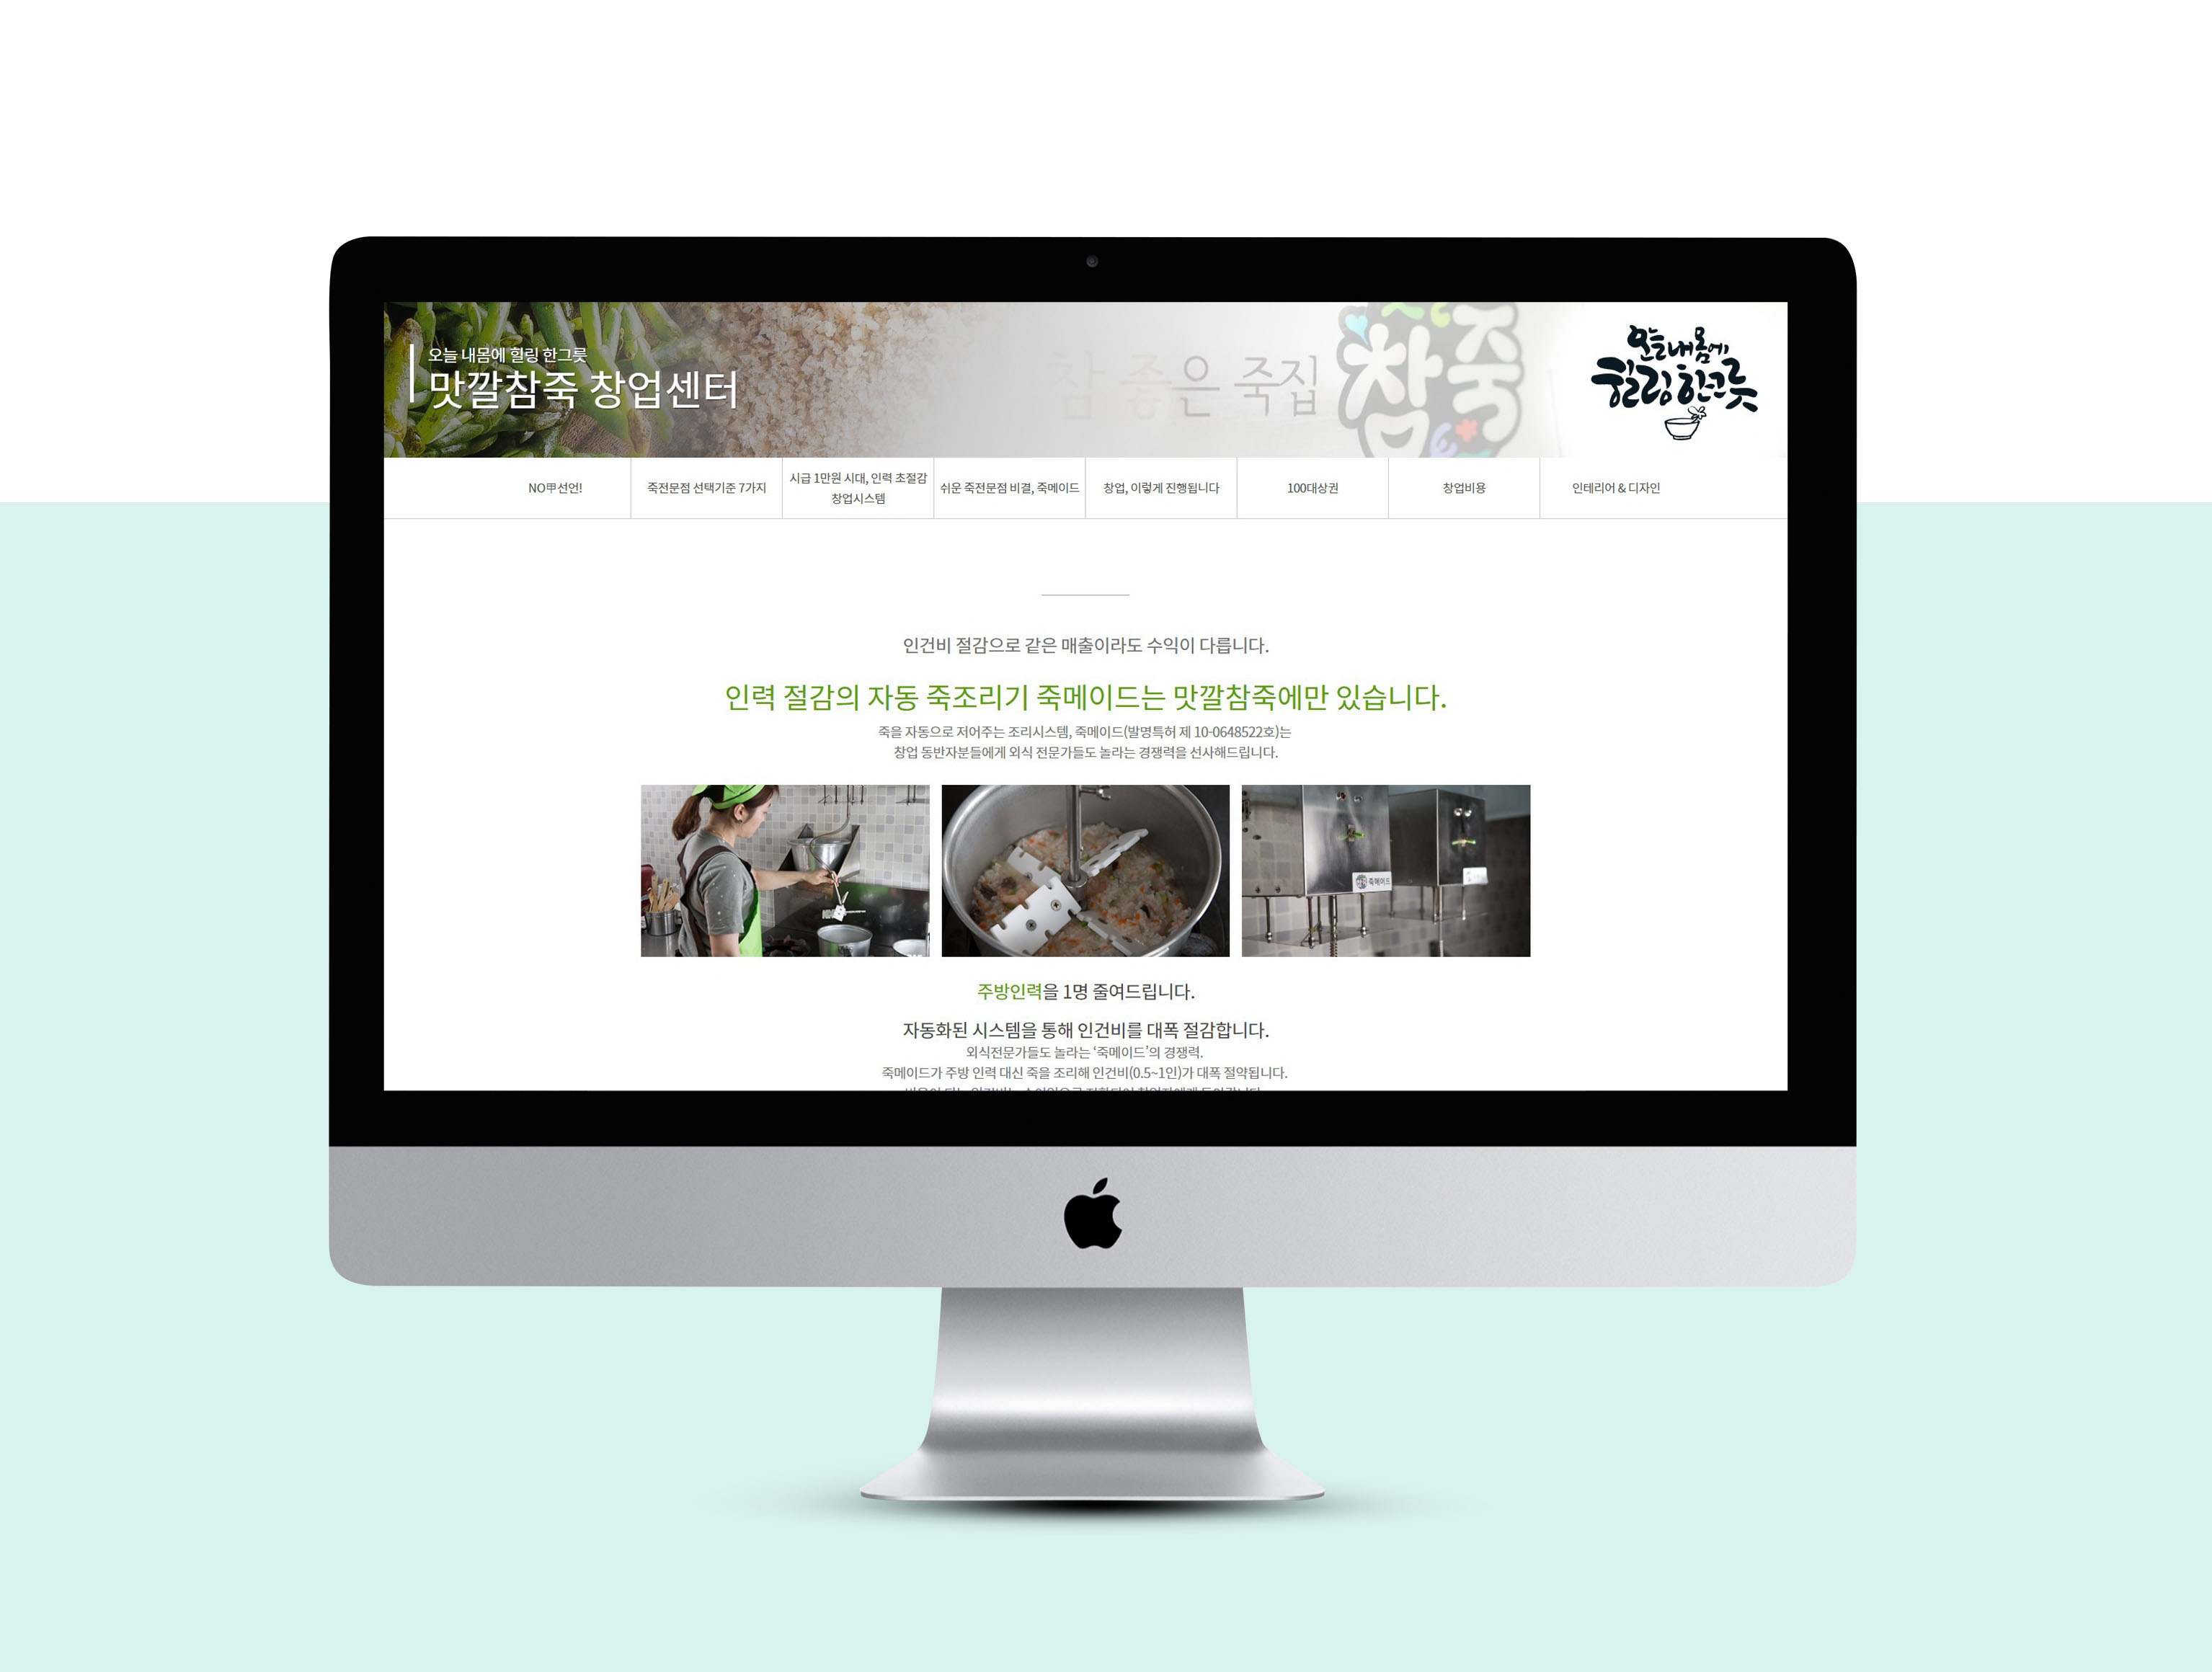 오늘 내몸에 힐링 한그릇
맛깔참죽 창업센터
참 좋은 죽집
참죽
오늘 내몸에
힐링 한그릇
NO甲선언!
죽전문점 선택기준 7가지
시급 1만원 시대, 인력 초절감
창업시스템
쉬운 죽전문점 비결, 죽메이드
창업, 이렇게 진행됩니다
100대상권
창업비용
인테리어 & 디자인
인건비 절감으로 같은 매출이라도 수익이 다릅니다.
인력 절감의 자동 죽조리기 죽메이드는 맛깔참죽에만 있습니다.
죽을 자동으로 저어주는 조리시스템, 죽메이드(발명특허 제 10-0648522호)는
창업 동반자분들에게 외식 전문가들도 놀라는 경쟁력을 선사해드립니다.
죽메이드
주방인력을 1명 줄여드립니다.
자동화된 시스템을 통해 인건비를 대폭 절감합니다.
외식전문가들도 놀라는 ‘죽메이드’의 경쟁력.
죽메이드가 주방 인력 대신 죽을 조리해 인건비(0.5~1인)가 대폭 절약됩니다.